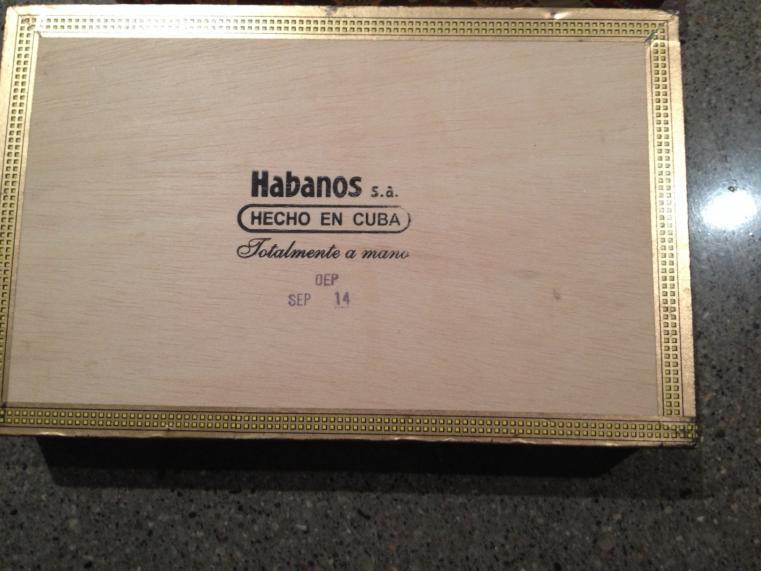 Habanos s.a.
HECHO EN CUBA
Totalmente a mano
OEP
SEP 14